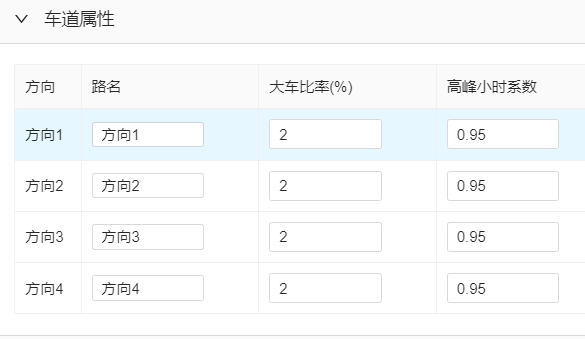 车道属性
方向 路名 大车比率(%) 高峰小时系数
方向1 方向1 2 0.95
方向2 方向2 2 0.95
方向3 方向3 2 0.95
方向4 方向4 2 0.95